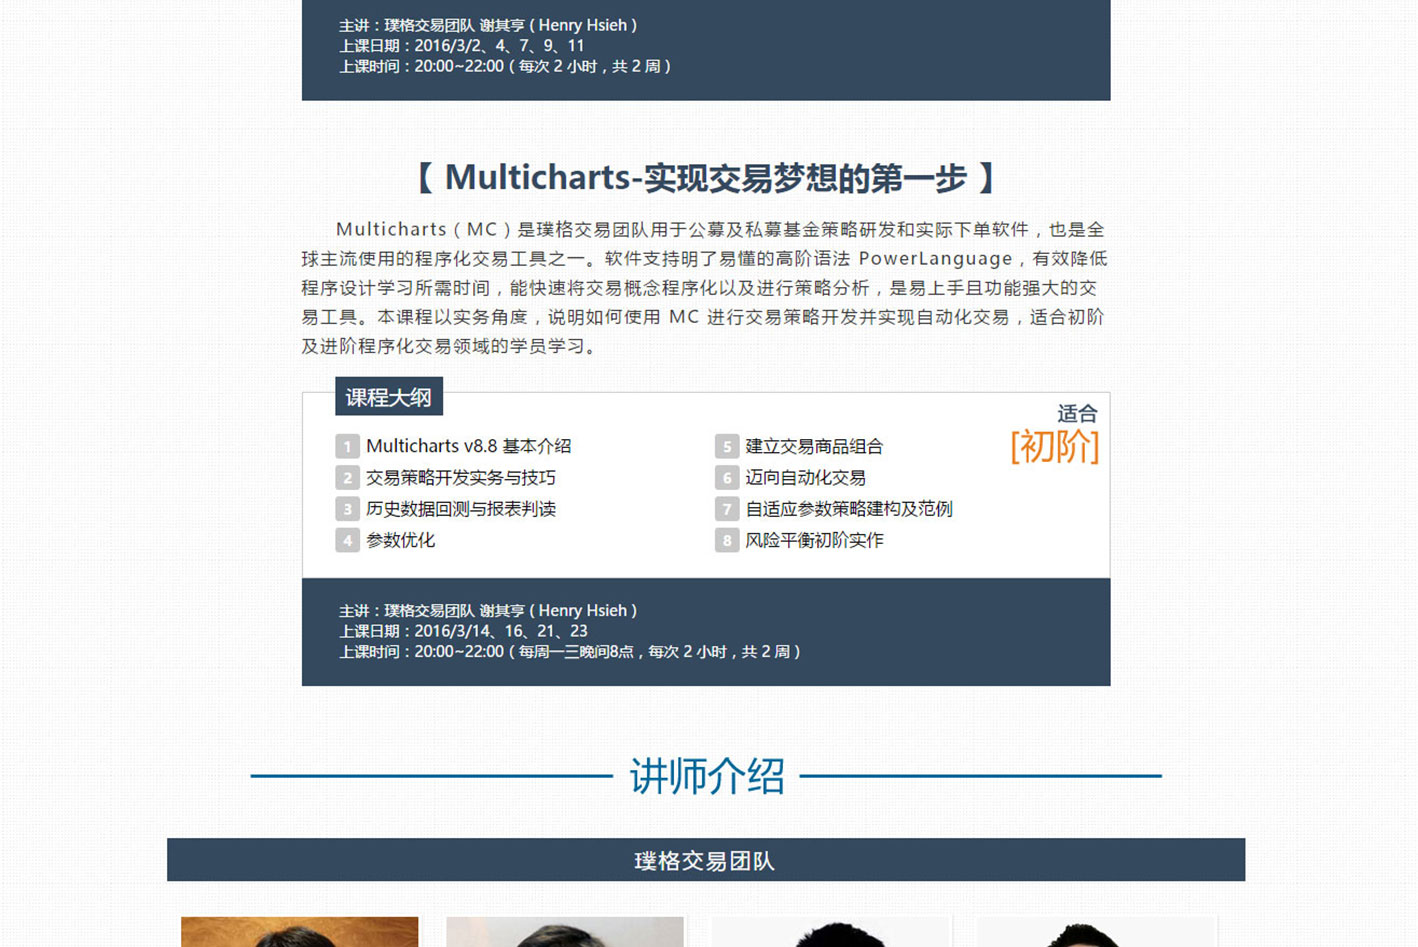 主讲：璞格交易团队 谢其亨 ( Henry Hsieh )
上课日期：2016/3/2、4、7、9、11
上课时间：20:00~22:00 ( 每次 2 小时，共 2 周 )
【 Multicharts-实现交易梦想的第一步 】
Multicharts ( MC ) 是璞格交易团队用于公募及私募基金策略研发和实际下单软件，也是全
球主流使用的程序化交易工具之一。软件支持明了易懂的高阶语法 PowerLanguage，有效降低
程序设计学习所需时间，能快速将交易概念程序化以及进行策略分析，是易上手且功能强大的交
易工具。本课程以实务角度，说明如何使用 MC 进行交易策略开发并实现自动化交易，适合初阶
及进阶程序化交易领域的学员学习。
课程大纲
适合
[初阶]
1 Multicharts v8.8 基本介绍
2 交易策略开发实务与技巧
3 历史数据回测与报表判读
4 参数优化
5 建立交易商品组合
6 迈向自动化交易
7 自适应参数策略建构及范例
8 风险平衡初阶实作
主讲：璞格交易团队 谢其亨 ( Henry Hsieh )
上课日期：2016/3/14、16、21、23
上课时间：20:00~22:00 ( 每周一三晚间8点，每次 2 小时，共 2 周 )
讲师介绍
璞格交易团队